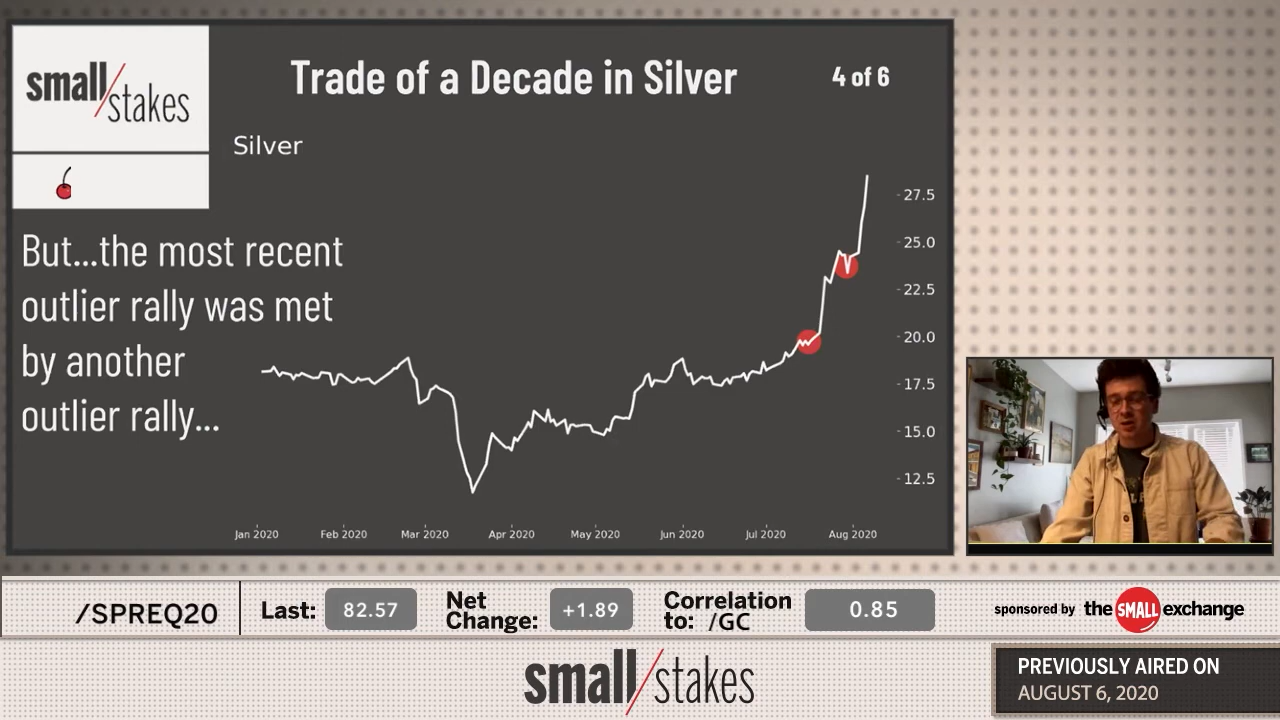 small/stakes
Trade of a Decade in Silver
4 of 6
Silver
But...the most recent
outlier rally was met
by another
outlier rally...
27.5
25.0
22.5
20.0
17.5
15.0
12.5
Jan 2020 Feb 2020 Mar 2020 Apr 2020 May 2020 Jun 2020 Jul 2020 Aug 2020
/SPREQ20
Last: 82.57
Net
Change: +1.89
Correlation
to: /GC 0.85
sponsored by the SMALL exchange
small/stakes
PREVIOUSLY AIRED ON
AUGUST 6, 2020